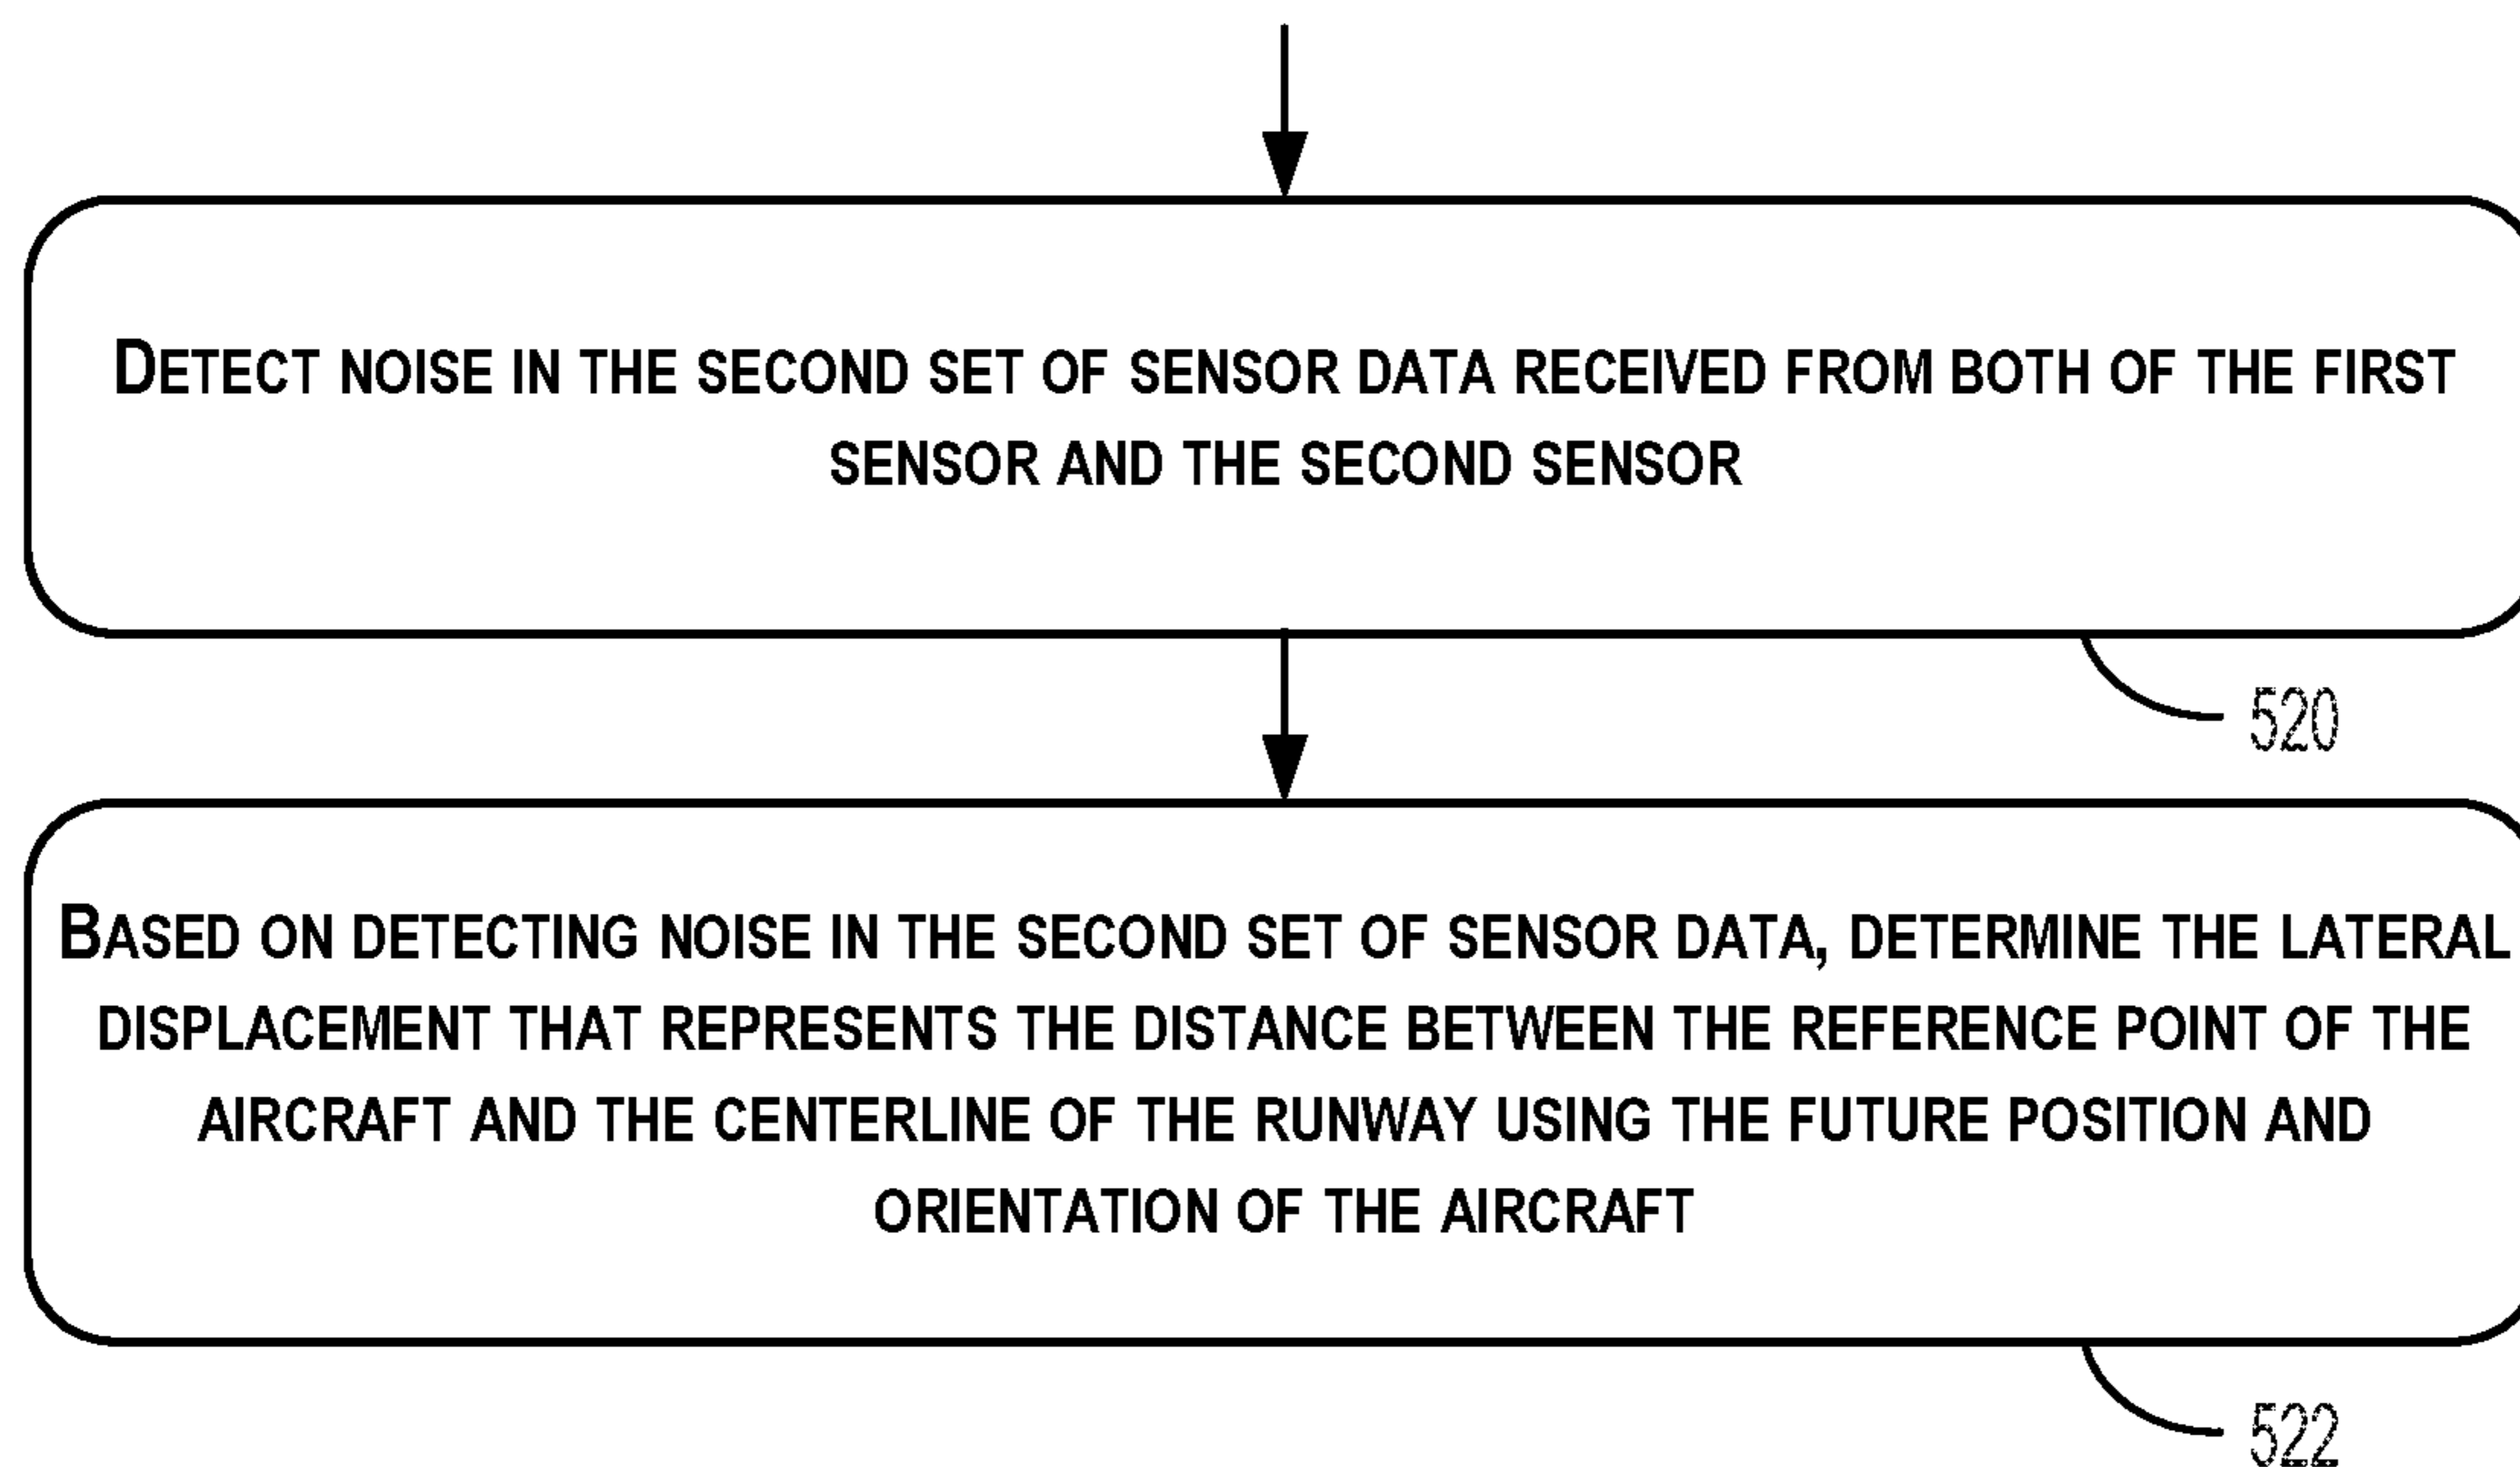 DETECT NOISE IN THE SECOND SET OF SENSOR DATA RECEIVED FROM BOTH OF THE FIRST
SENSOR AND THE SECOND SENSOR
520
BASED ON DETECTING NOISE IN THE SECOND SET OF SENSOR DATA, DETERMINE THE LATERAL
DISPLACEMENT THAT REPRESENTS THE DISTANCE BETWEEN THE REFERENCE POINT OF THE
AIRCRAFT AND THE CENTERLINE OF THE RUNWAY USING THE FUTURE POSITION AND
ORIENTATION OF THE AIRCRAFT
522